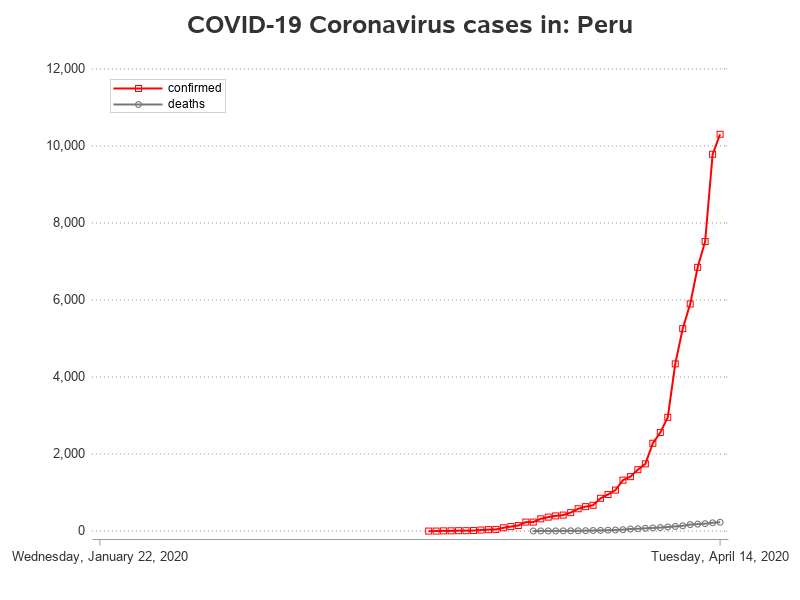 COVID-19 Coronavirus cases in: Peru
12,000
confirmed
deaths
10,000
8,000
6,000
4,000
2,000
0
Wednesday, January 22, 2020
Tuesday, April 14, 2020